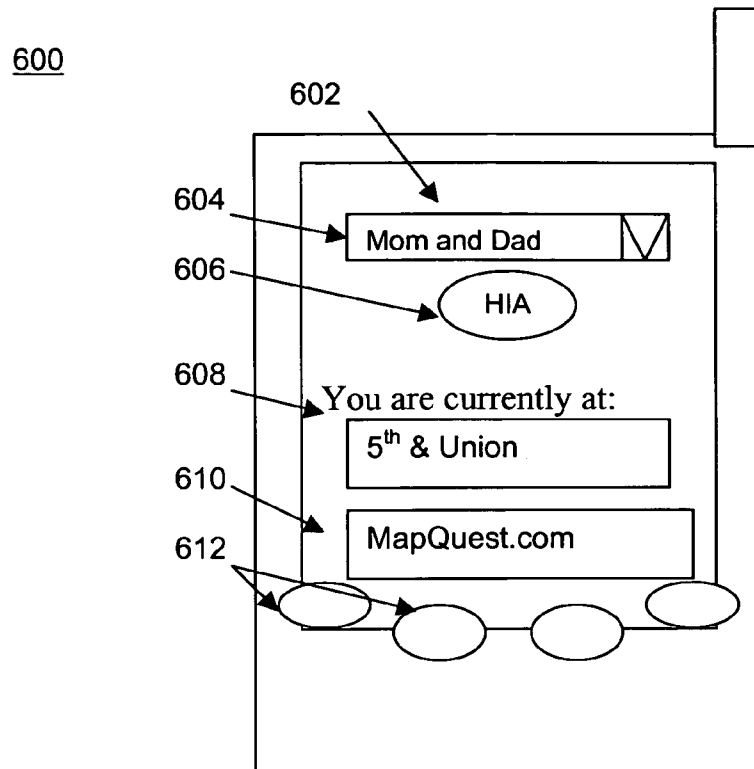 600
602
604
Mom and Dad
606
HIA
608
You are currently at:
5th & Union
610
MapQuest.com
612